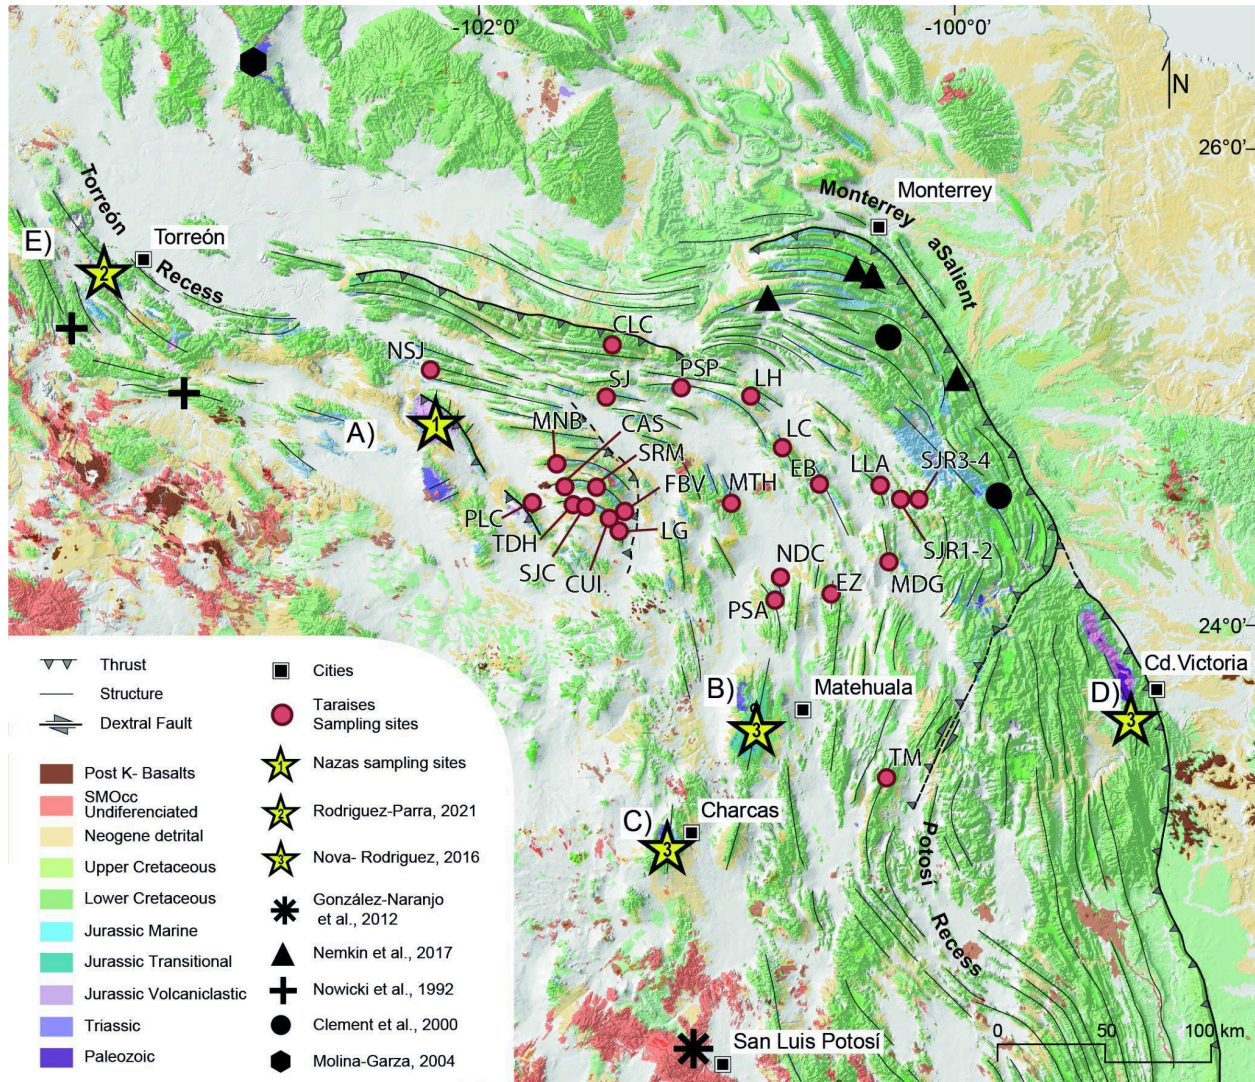 -102°0'
-100°0'
N
26°0'
Torreón
Recess
Monterrey
Monterrey
aSalient
E)
2
Torreón
CLC
NSJ
SJ
PSP
LH
A)
1
MNB
CAS
SRM
LC
EB
LLA
SJR3-4
FBV
MTH
PLC
TDH
LG
SJC
CUI
SJR1-2
NDC
EZ
MDG
PSA
24°0'
Cd.Victoria
B)
3
Matehuala
D)
3
TM
C)
3
Charcas
Potosí
Recess
San Luis Potosí
0 50 100 km
Thrust
Structure
Dextral Fault
Post K- Basalts
SMOcc
Undiferenciated
Neogene detrital
Upper Cretaceous
Lower Cretaceous
Jurassic Marine
Jurassic Transitional
Jurassic Volcaniclastic
Triassic
Paleozoic
Cities
Taraises
Sampling sites
1 Nazas sampling sites
2 Rodriguez-Parra, 2021
3 Nova- Rodriguez, 2016
González-Naranjo
et al., 2012
Nemkin et al., 2017
Nowicki et al., 1992
Clement et al., 2000
Molina-Garza, 2004